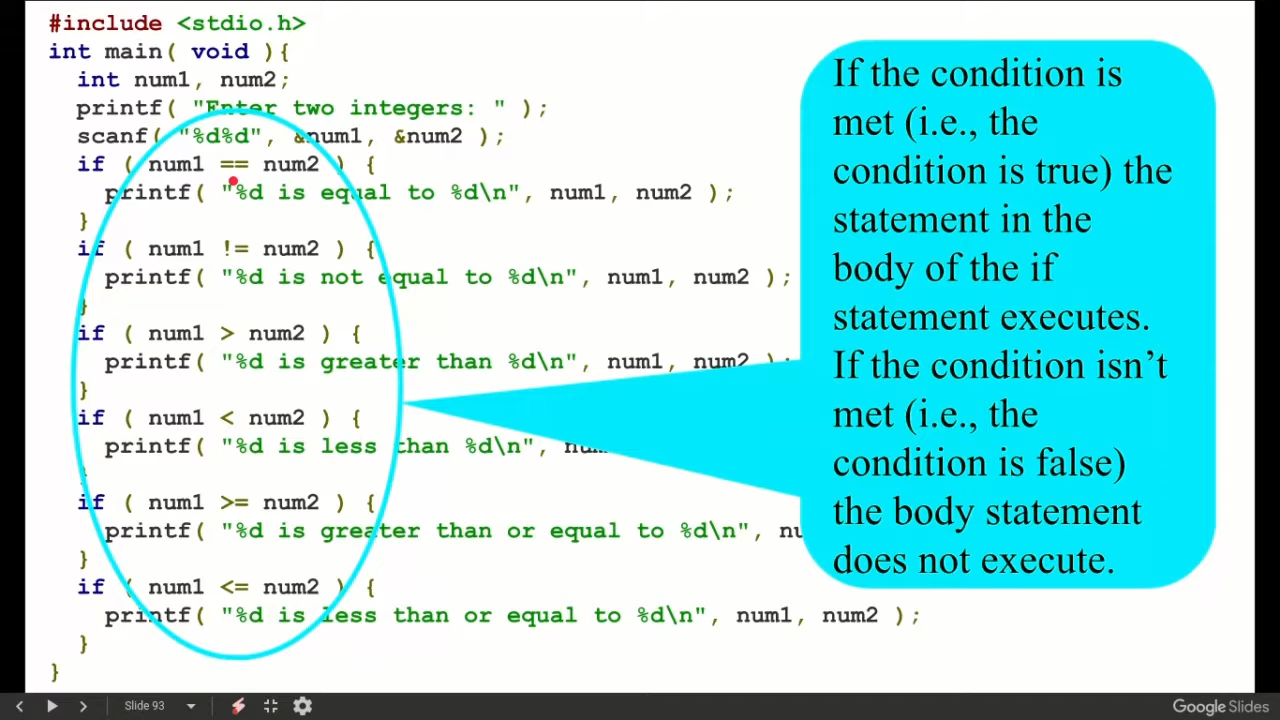 #include <stdio.h>
int main( void ){
int num1, num2;
printf( "Enter two integers: " );
scanf( "%d%d", &num1, &num2 );
if ( num1 == num2 ) {
printf( "%d is equal to %d\n", num1, num2 );
}
if ( num1 != num2 ) {
printf( "%d is not equal to %d\n", num1, num2 );
}
if ( num1 > num2 ) {
printf( "%d is greater than %d\n", num1, num2 );
}
if ( num1 < num2 ) {
printf( "%d is less than %d\n",
}
if ( num1 >= num2 ) {
printf( "%d is greater than or equal to %d\n",
}
if ( num1 <= num2 ) {
printf( "%d is less than or equal to %d\n", num1, num2 );
}
}
If the condition is
met (i.e., the
condition is true) the
statement in the
body of the if
statement executes.
If the condition isn’t
met (i.e., the
condition is false)
the body statement
does not execute.
Slide 93
Google Slides